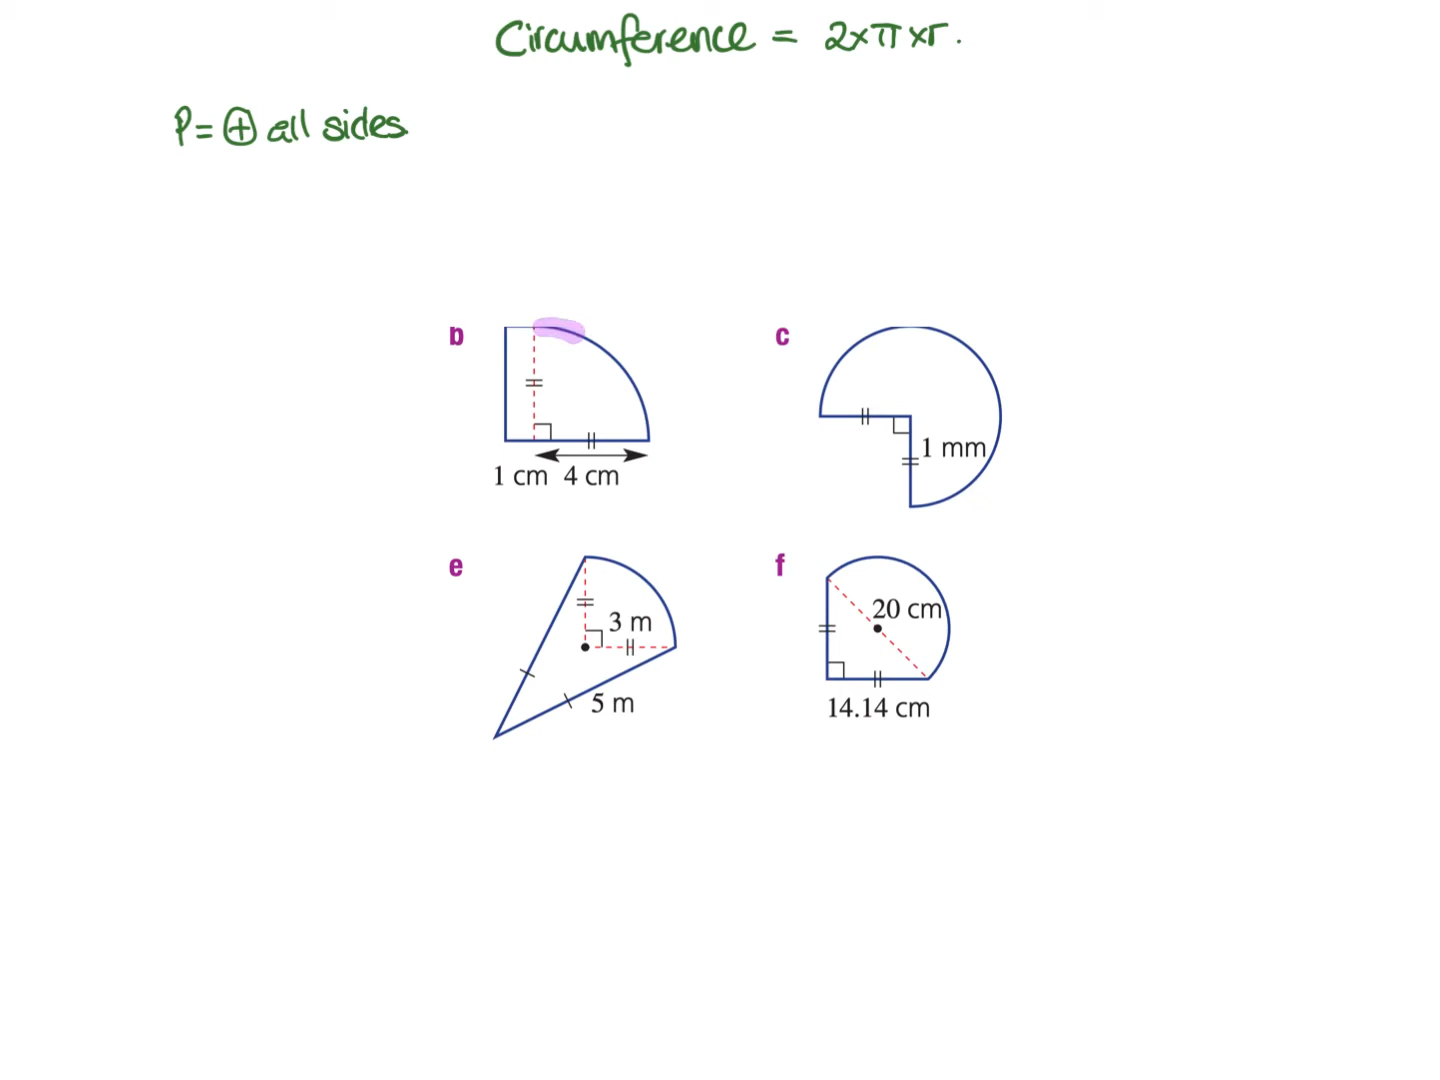 Circumference = 2×π×r.
P= ⊕ all sides
b
c
1 mm
1 cm 4 cm
e
f
3 m
20 cm
5 m
14.14 cm